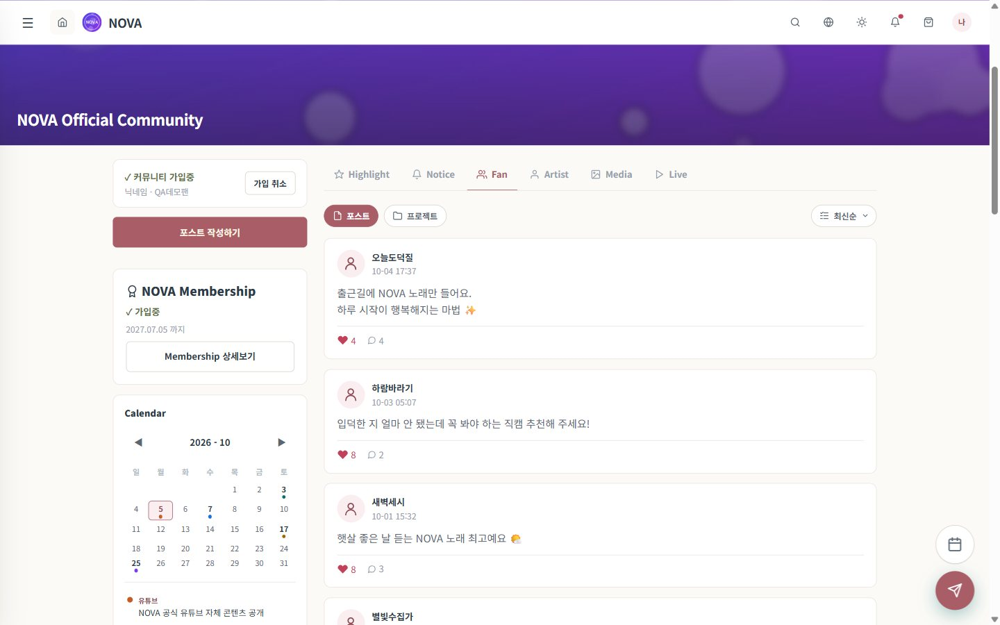 NOVA
NOVA
나
NOVA Official Community
✓ 커뮤니티 가입중
닉네임 · QA데모팬
가입 취소
포스트 작성하기
NOVA Membership
✓ 가입중
2027.07.05 까지
Membership 상세보기
Calendar
◀ 2026 - 10 ▶
일 월 화 수 목 금 토
1 2 3
4 5 6 7 8 9 10
11 12 13 14 15 16 17
18 19 20 21 22 23 24
25 26 27 28 29 30 31
유튜브
NOVA 공식 유튜브 자체 콘텐츠 공개
Highlight Notice Fan Artist Media Live
포스트 프로젝트 최신순
오늘도덕질
10-04 17:37
출근길에 NOVA 노래만 들어요.
하루 시작이 행복해지는 마법 ✨
4 4
하람바라기
10-03 05:07
입덕한 지 얼마 안 됐는데 꼭 봐야 하는 직캠 추천해 주세요!
8 2
새벽세시
10-01 15:32
햇살 좋은 날 듣는 NOVA 노래 최고예요 🌤️
8 3
별빛수집가